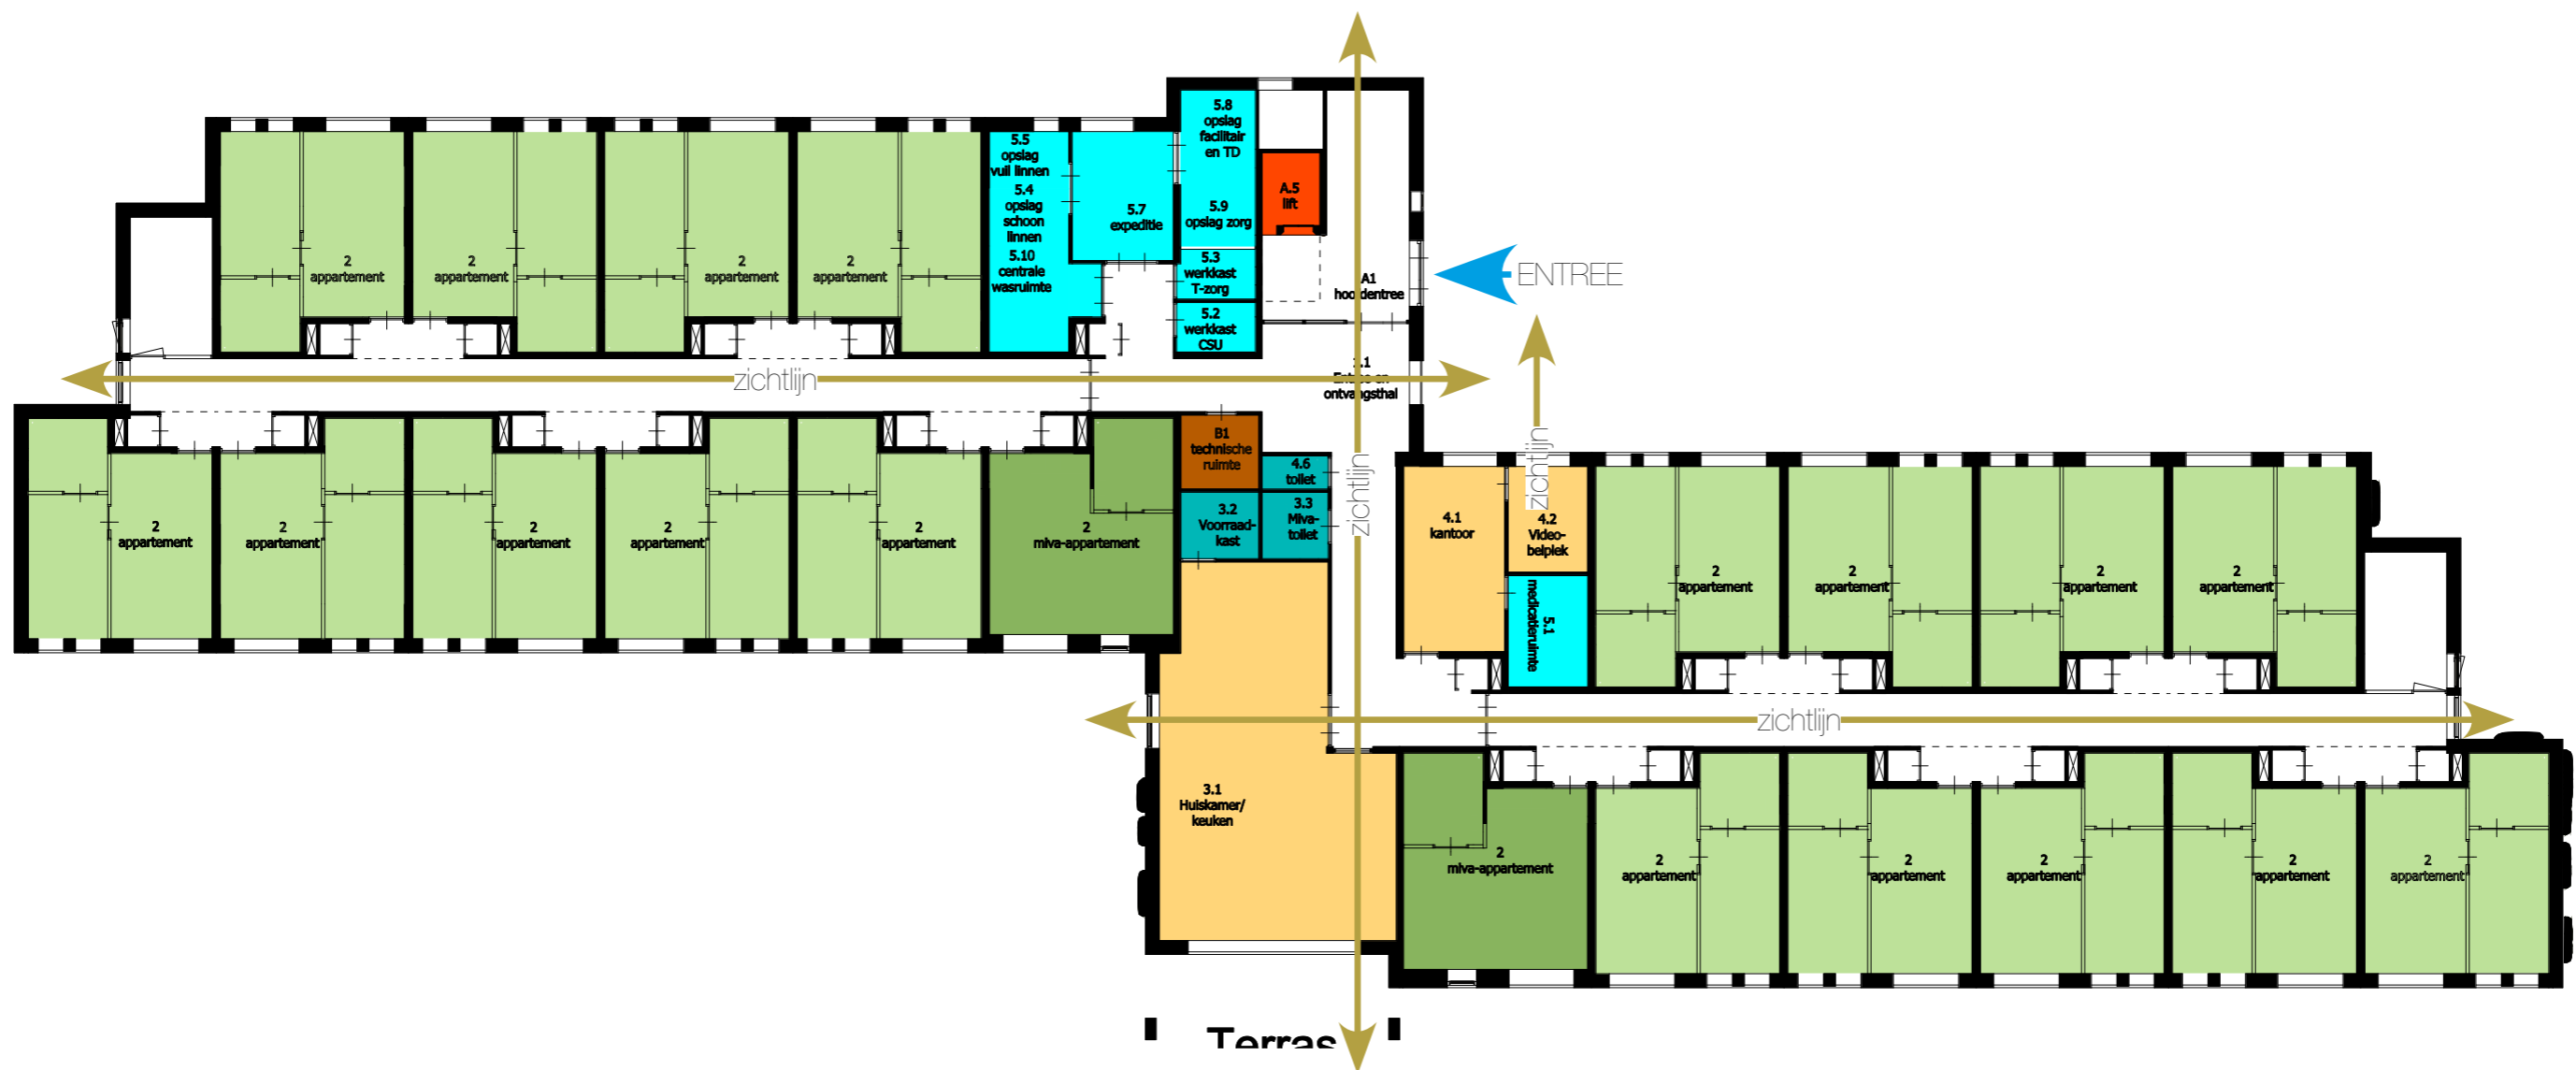 5.8
opslag
facilitair
en TD
5.5
opslag
vuil linnen
5.4
opslag
schoon
linnen
5.10
centrale
wasruimte
5.7
expeditie
5.9
opslag zorg
A.5
lift
5.3
werkkast
T-zorg
5.2
werkkast
CSU
A1
hoofdentree
ENTREE
2
appartement
2
appartement
2
appartement
2
appartement
zichtlijn
1.1
Entree en
ontvangsthal
zichtlijn
zichtlijn
B1
technische
ruimte
4.6
toilet
3.2
Voorraad-
kast
3.3
Miva-
toilet
4.1
kantoor
4.2
Video-
belplek
5.1
medicatieruimte
2
appartement
2
appartement
2
appartement
2
appartement
2
appartement
2
miva-appartement
2
appartement
2
appartement
2
appartement
2
appartement
zichtlijn
3.1
Huiskamer/
keuken
2
miva-appartement
2
appartement
2
appartement
2
appartement
2
appartement
2
appartement
Terras